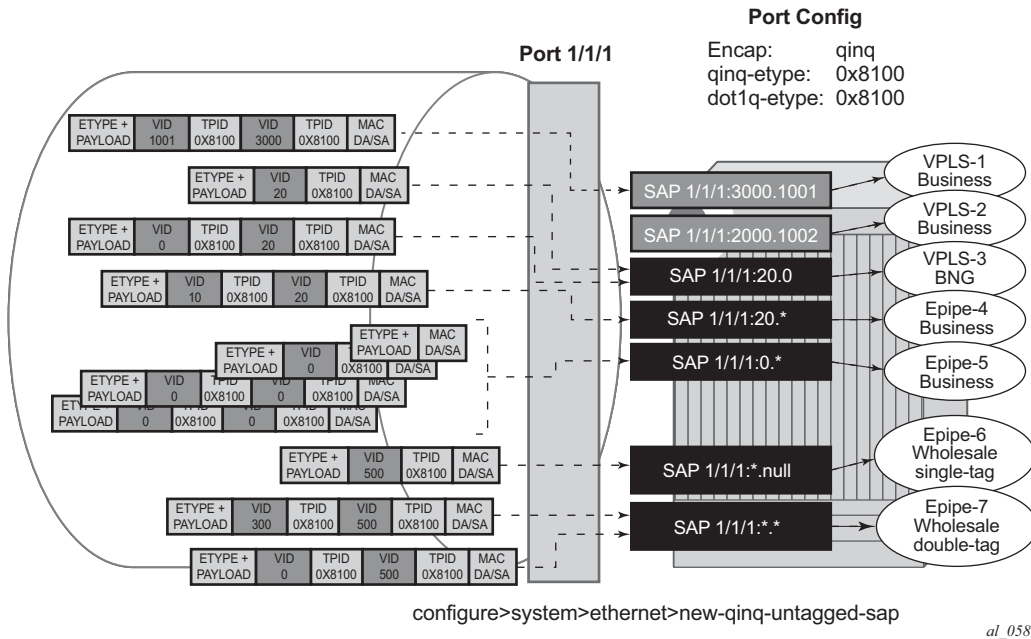 Port Config
Port 1/1/1
Encap: qinq
qinq-etype: 0x8100
dot1q-etype: 0x8100
ETYPE + PAYLOAD VID 1001 TPID 0X8100 VID 3000 TPID 0X8100 MAC DA/SA
ETYPE + PAYLOAD VID 20 TPID 0X8100 MAC DA/SA
ETYPE + PAYLOAD VID 0 TPID 0X8100 VID 20 TPID 0X8100 MAC DA/SA
ETYPE + PAYLOAD VID 10 TPID 0X8100 VID 20 TPID 0X8100 MAC DA/SA
ETYPE + PAYLOAD MAC DA/SA
ETYPE + PAYLOAD VID 0 0X8100 DA/SA
ETYPE + PAYLOAD VID 0 TPID 0X8100 VID 0 TPID 0X8100 MAC DA/SA
PAYLOAD 0 0X8100 0 0X8100 DA/SA
ETYPE + PAYLOAD VID 500 TPID 0X8100 MAC DA/SA
ETYPE + PAYLOAD VID 300 TPID 0X8100 VID 500 TPID 0X8100 MAC DA/SA
ETYPE + PAYLOAD VID 0 TPID 0X8100 VID 500 TPID 0X8100 MAC DA/SA
SAP 1/1/1:3000.1001
SAP 1/1/1:2000.1002
SAP 1/1/1:20.0
SAP 1/1/1:20.*
SAP 1/1/1:0.*
SAP 1/1/1:*.null
SAP 1/1/1:*.*
VPLS-1
Business
VPLS-2
Business
VPLS-3
BNG
Epipe-4
Business
Epipe-5
Business
Epipe-6
Wholesale
single-tag
Epipe-7
Wholesale
double-tag
configure>system>ethernet>new-qinq-untagged-sap
al_058